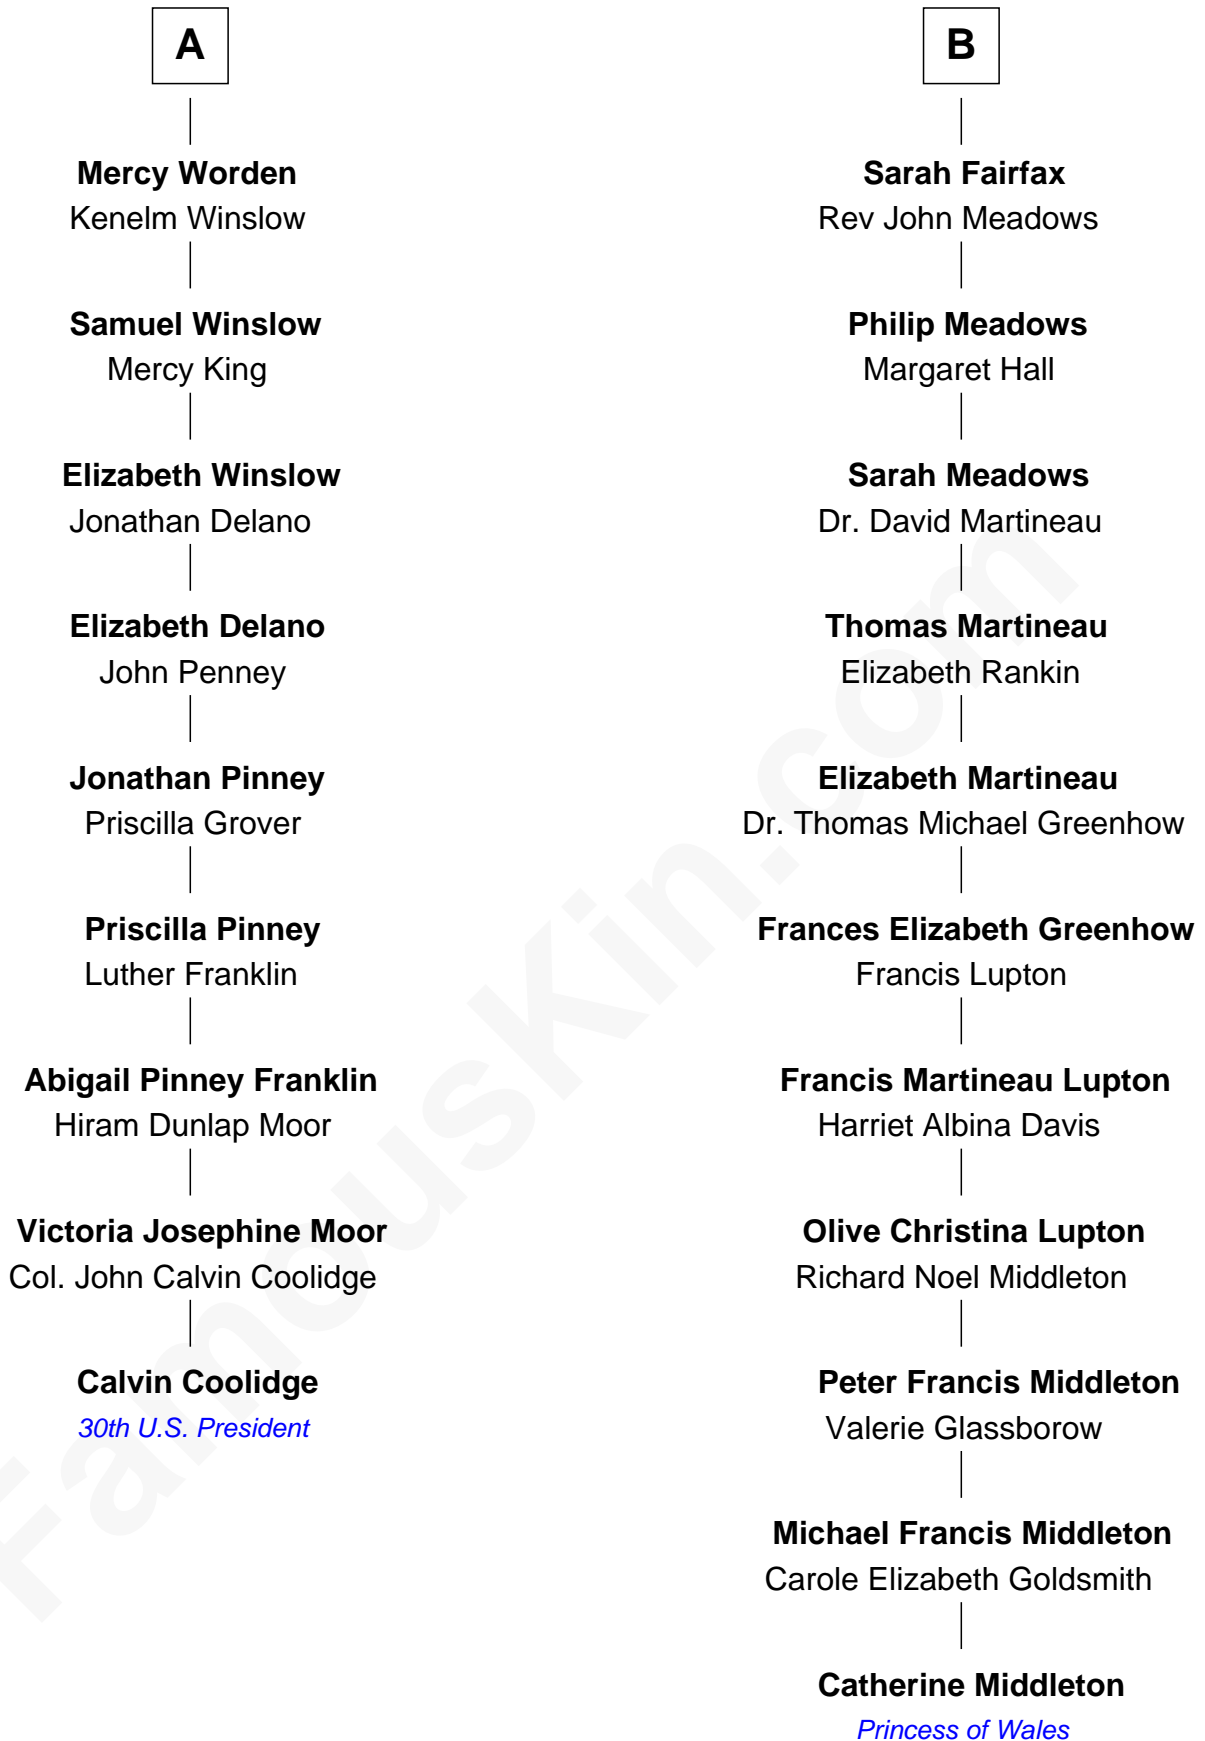 A
Mercy Worden
Kenelm Winslow
Samuel Winslow
Mercy King
Elizabeth Winslow
Jonathan Delano
Elizabeth Delano
John Penney
Jonathan Pinney
Priscilla Grover
Priscilla Pinney
Luther Franklin
Abigail Pinney Franklin
Hiram Dunlap Moor
Victoria Josephine Moor
Col. John Calvin Coolidge
Calvin Coolidge
30th U.S. President
B
Sarah Fairfax
Rev John Meadows
Philip Meadows
Margaret Hall
Sarah Meadows
Dr. David Martineau
Thomas Martineau
Elizabeth Rankin
Elizabeth Martineau
Dr. Thomas Michael Greenhow
Frances Elizabeth Greenhow
Francis Lupton
Francis Martineau Lupton
Harriet Albina Davis
Olive Christina Lupton
Richard Noel Middleton
Peter Francis Middleton
Valerie Glassborow
Michael Francis Middleton
Carole Elizabeth Goldsmith
Catherine Middleton
Princess of Wales
FamousKin.com